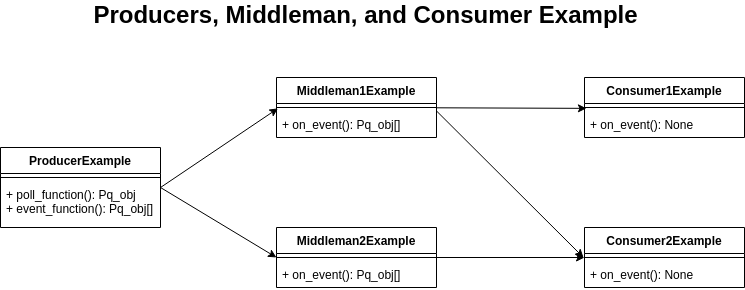 Producers, Middleman, and Consumer Example
Middleman1Example
+ on_event(): Pq_obj[]
Consumer1Example
+ on_event(): None
ProducerExample
+ poll_function(): Pq_obj
+ event_function(): Pq_obj[]
Middleman2Example
+ on_event(): Pq_obj[]
Consumer2Example
+ on_event(): None